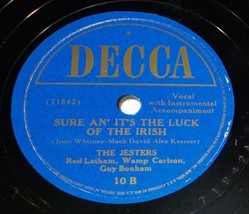 DECCA
(71842)
Vocal
with Instrumental
Accompaniment
SURE AN' IT'S THE LUCK
OF THE IRISH
(Joan Whitney-Mack David-Alex Kramer)
THE JESTERS
Red Latham, Wamp Carlson,
Guy Bonham
10 B